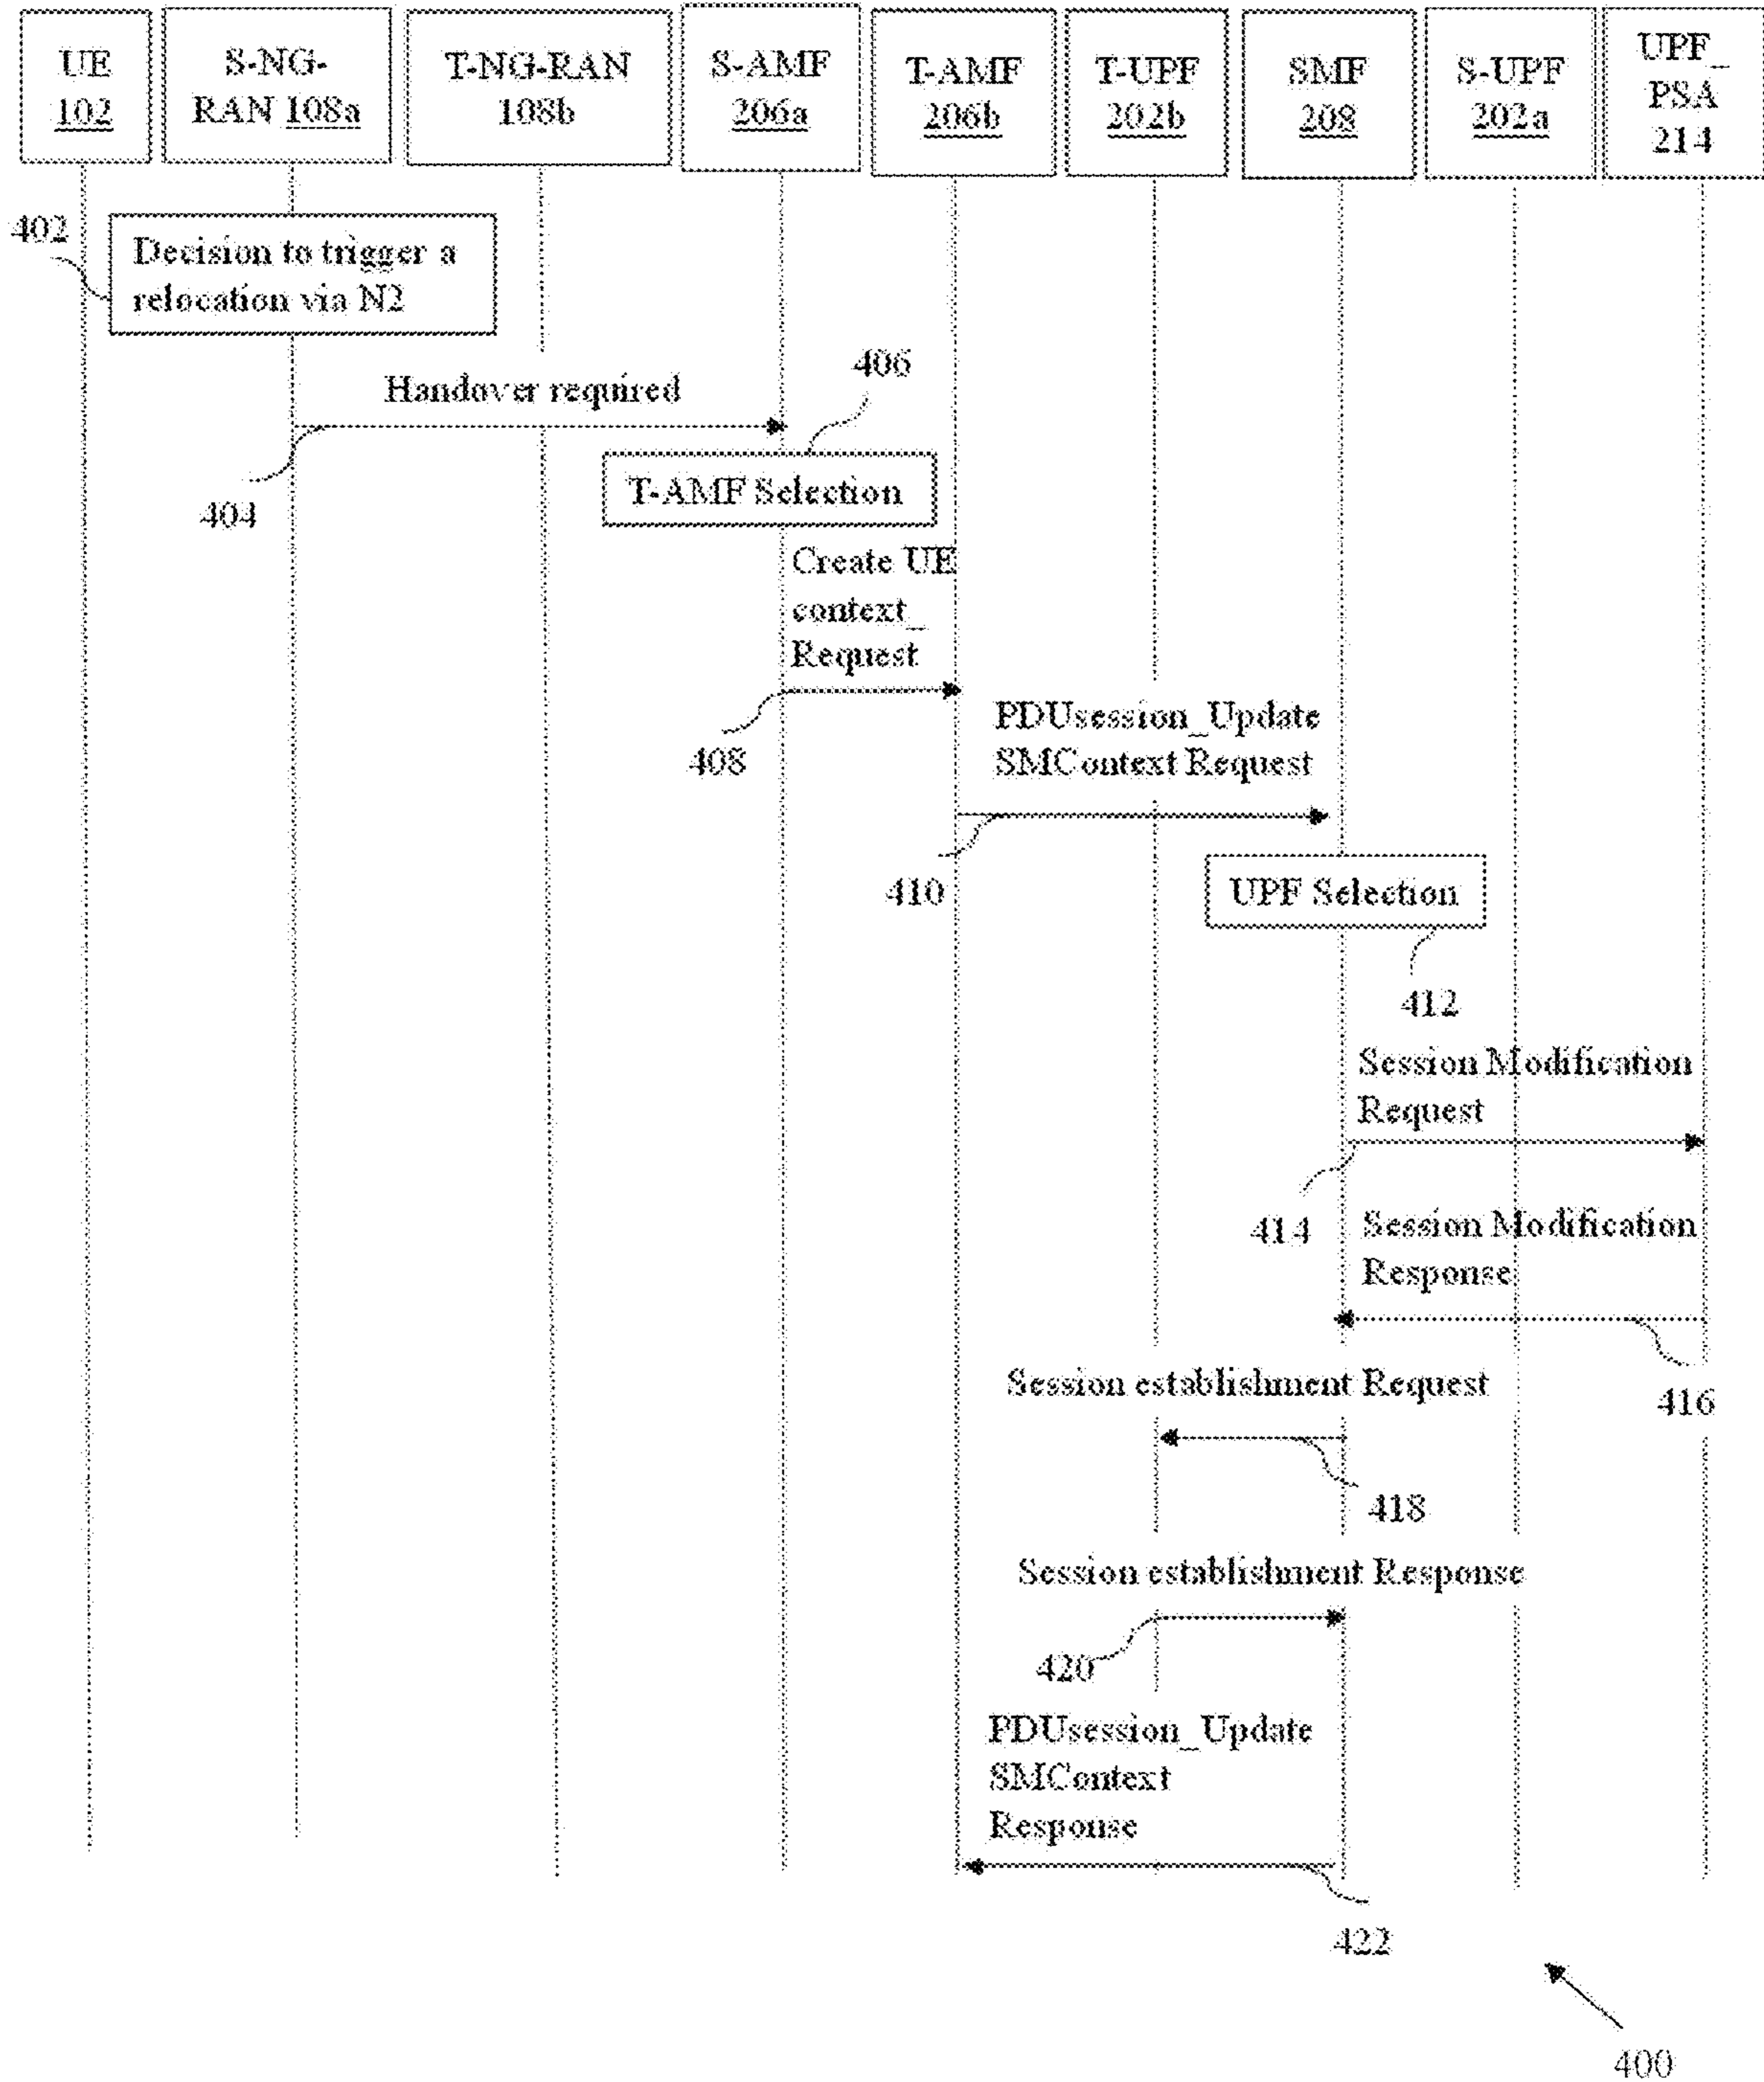 UE
102
S-NG-
RAN 108a
T-NG-RAN
108b
S-AMF
206a
T-AMF
206b
T-UPF
202b
SMF
208
S-UPF
202a
UPF_
PSA
214
402
Decision to trigger a
relocation via N2
Handover required
404
406
T-AMF Selection
Create UE
context_
Request
408
PDUsession_Update
SMContext Request
410
UPF Selection
412
Session Modification
Request
414
Session Modification
Response
416
Session establishment Request
418
Session establishment Response
420
PDUsession_Update
SMContext
Response
422
400